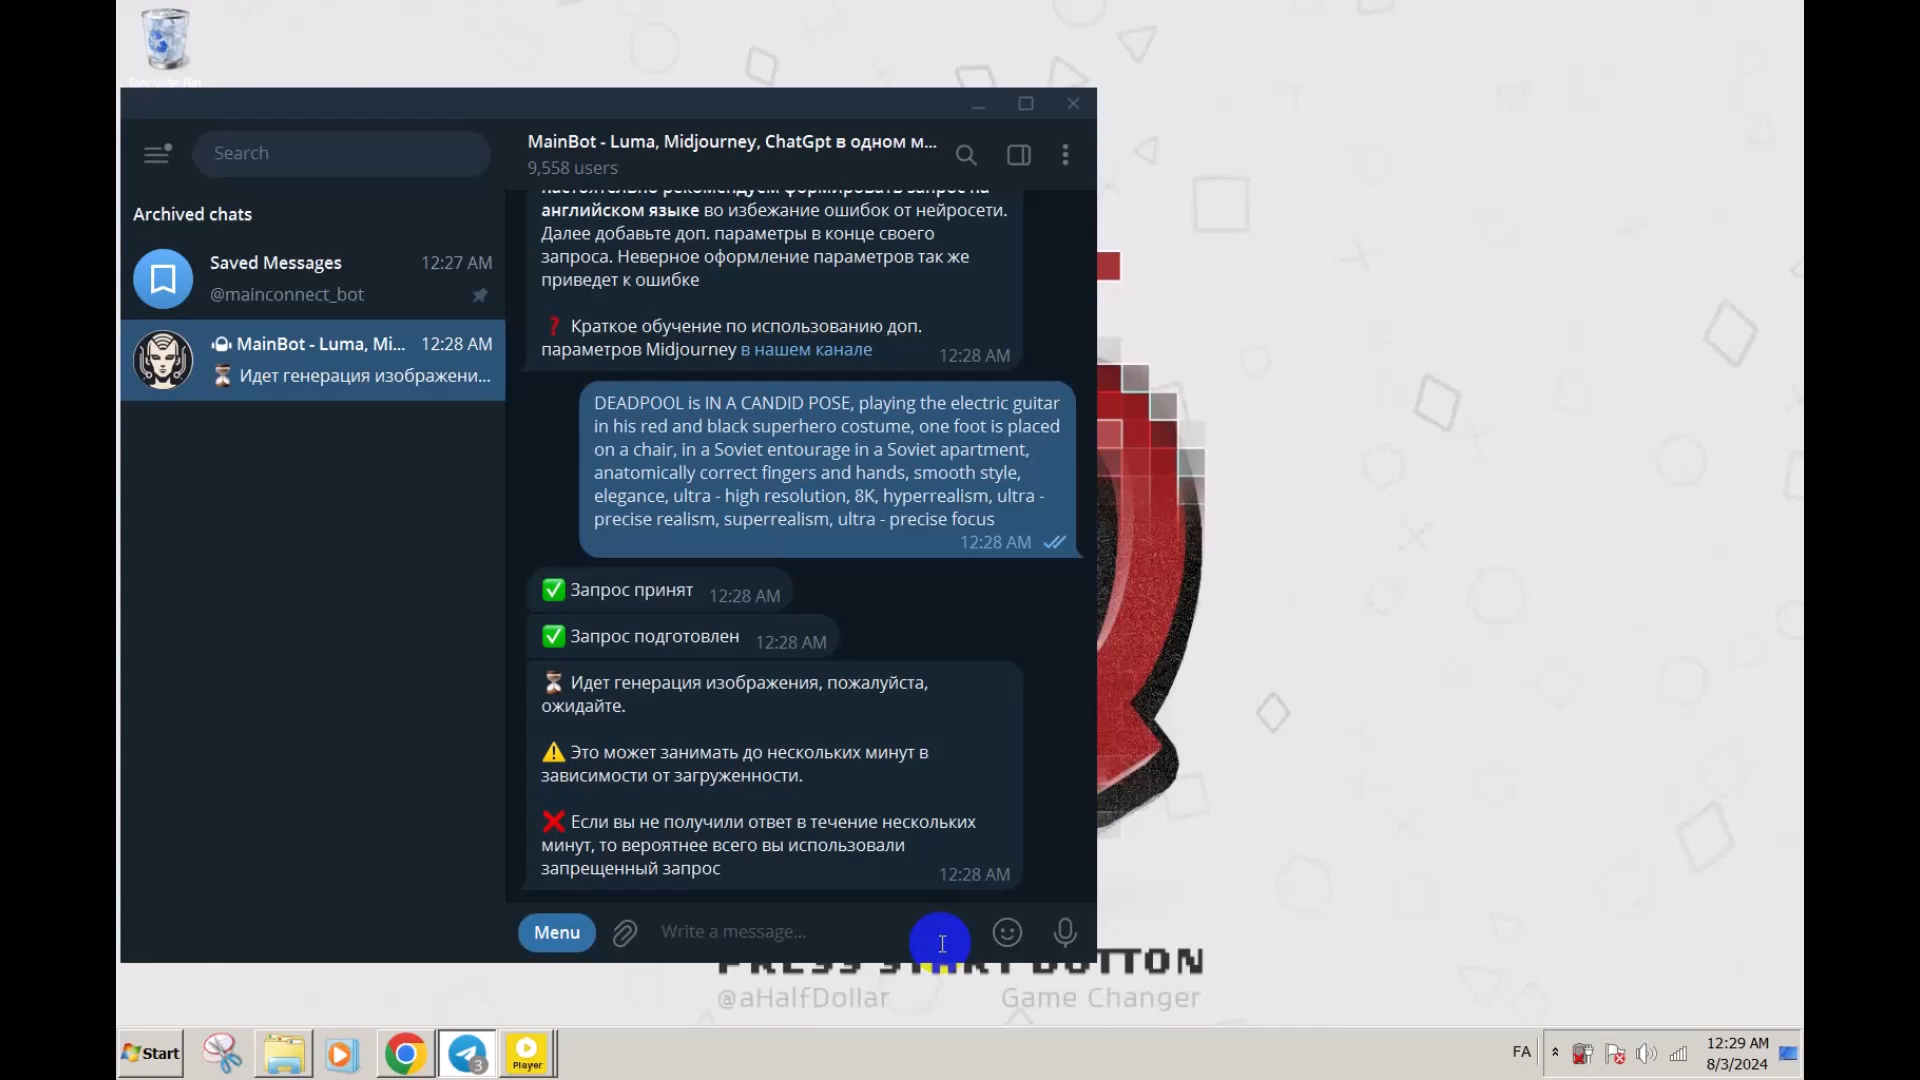 Recycle Bin
Search
Archived chats
Saved Messages
12:27 AM
@mainconnect_bot
MainBot - Luma, Mi...
12:28 AM
Идет генерация изображени...
MainBot - Luma, Midjourney, ChatGpt в одном м...
9,558 users
настоятельно рекомендуем формировать запрос на
английском языке во избежание ошибок от нейросети.
Далее добавьте доп. параметры в конце своего
запроса. Неверное оформление параметров так же
приведет к ошибке
❓ Краткое обучение по использованию доп.
параметров Midjourney в нашем канале
12:28 AM
DEADPOOL is IN A CANDID POSE, playing the electric guitar
in his red and black superhero costume, one foot is placed
on a chair, in a Soviet entourage in a Soviet apartment,
anatomically correct fingers and hands, smooth style,
elegance, ultra - high resolution, 8K, hyperrealism, ultra -
precise realism, superrealism, ultra - precise focus
12:28 AM
✅ Запрос принят 12:28 AM
✅ Запрос подготовлен 12:28 AM
⏳ Идет генерация изображения, пожалуйста,
ожидайте.
⚠️ Это может занимать до нескольких минут в
зависимости от загруженности.
❌ Если вы не получили ответ в течение нескольких
минут, то вероятнее всего вы использовали
запрещенный запрос
12:28 AM
Menu
Write a message...
PRESS START BUTTON
@aHalfDollar
Game Changer
Start
3
Player
FA
12:29 AM
8/3/2024